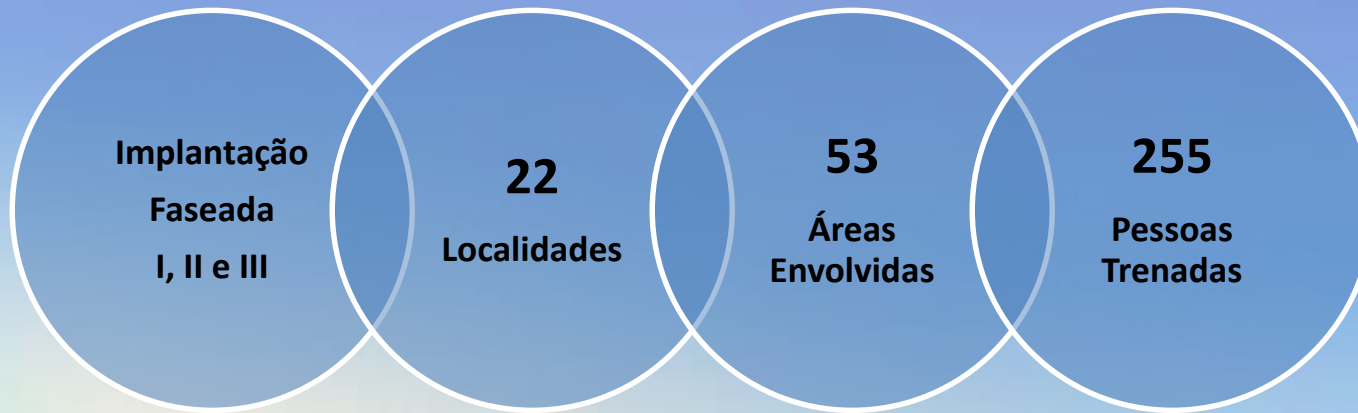 Implantação
Faseada
I, II e III
22
Localidades
53
Áreas
Envolvidas
255
Pessoas
Trenadas